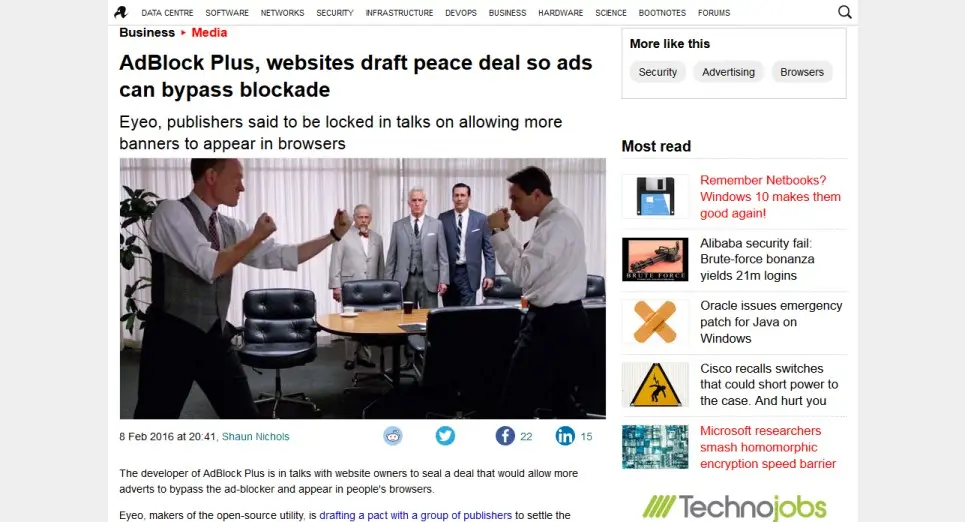 DATA CENTRE SOFTWARE NETWORKS SECURITY INFRASTRUCTURE DEVOPS BUSINESS HARDWARE SCIENCE BOOTNOTES FORUMS
Business ▸ Media
AdBlock Plus, websites draft peace deal so ads
can bypass blockade
Eyeo, publishers said to be locked in talks on allowing more
banners to appear in browsers
8 Feb 2016 at 20:41, Shaun Nichols
22
15
The developer of AdBlock Plus is in talks with website owners to seal a deal that would allow more
adverts to bypass the ad-blocker and appear in people's browsers.
Eyeo, makers of the open-source utility, is drafting a pact with a group of publishers to settle the
More like this
Security Advertising Browsers
Most read
Remember Netbooks?
Windows 10 makes them
good again!
BRUTE FORCE
Alibaba security fail:
Brute-force bonanza
yields 21m logins
Oracle issues emergency
patch for Java on
Windows
Cisco recalls switches
that could short power to
the case. And hurt you
Microsoft researchers
smash homomorphic
encryption speed barrier
Technojobs